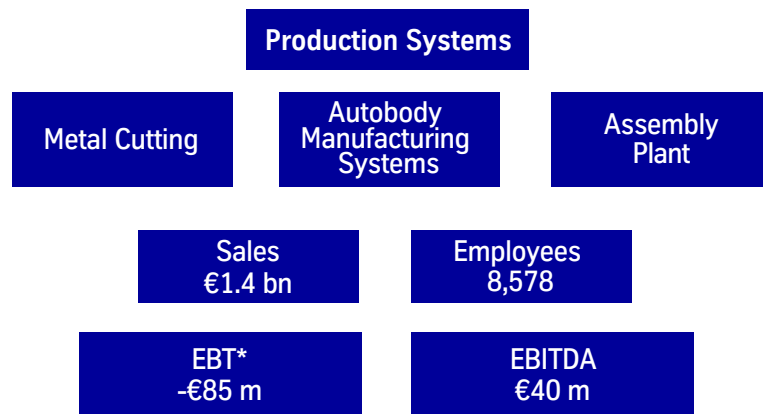 Production Systems
Metal Cutting
Autobody
Manufacturing
Systems
Assembly
Plant
Sales
€1.4 bn
Employees
8,578
EBT*
-€85 m
EBITDA
€40 m